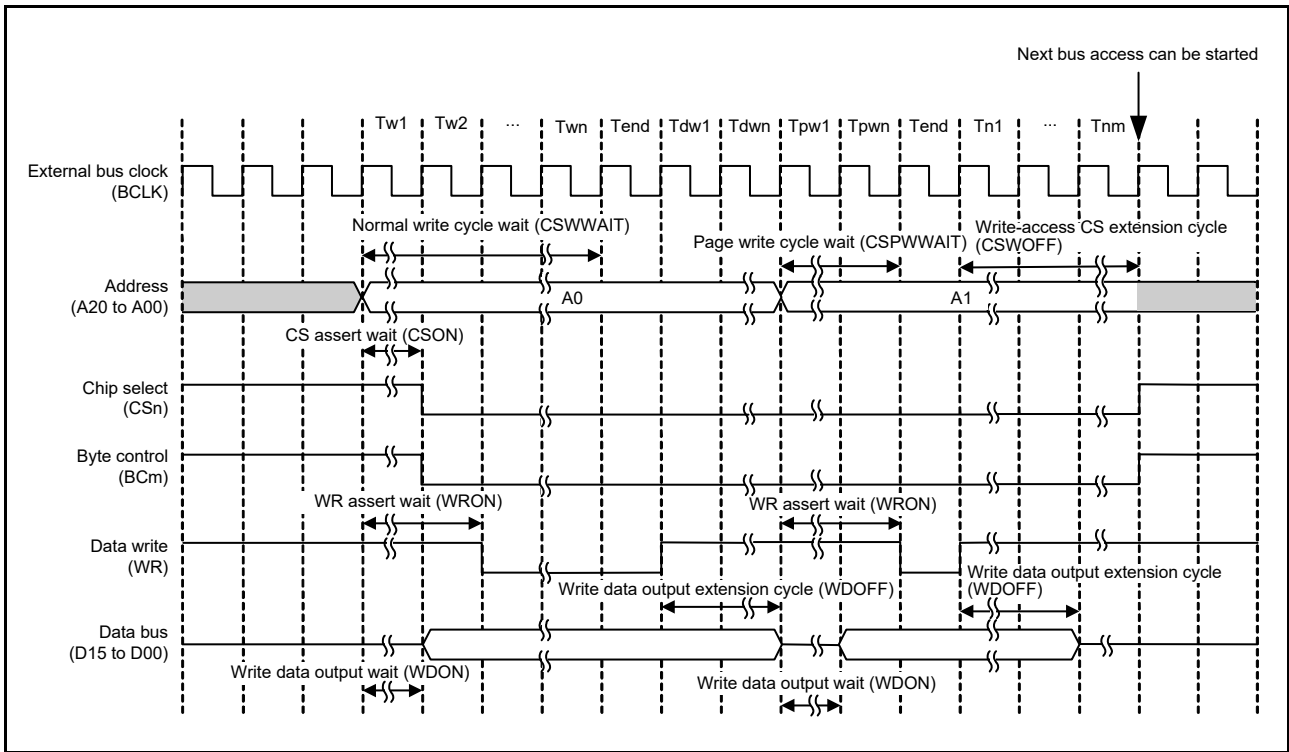 Next bus access can be started
Tw1 Tw2 ... Twn Tend Tdw1 Tdwn Tpw1 Tpwn Tend Tn1 ... Tnm
External bus clock
(BCLK)
Normal write cycle wait (CSWWAIT)
Page write cycle wait (CSPWWAIT)
Write-access CS extension cycle
(CSWOFF)
Address
(A20 to A00)
A0
A1
CS assert wait (CSON)
Chip select
(CSn)
Byte control
(BCm)
WR assert wait (WRON)
WR assert wait (WRON)
Data write
(WR)
Write data output extension cycle (WDOFF)
Write data output extension cycle
(WDOFF)
Data bus
(D15 to D00)
Write data output wait (WDON)
Write data output wait (WDON)